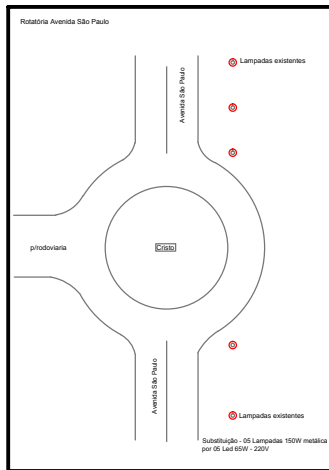 Rotatória Avenida São Paulo
Lampadas existentes
Avenida São Paulo
p/rodoviaria
Cristo
Avenida São Paulo
Lampadas existentes
Substituição - 05 Lampadas 150W metálica
por 05 Led 65W - 220V